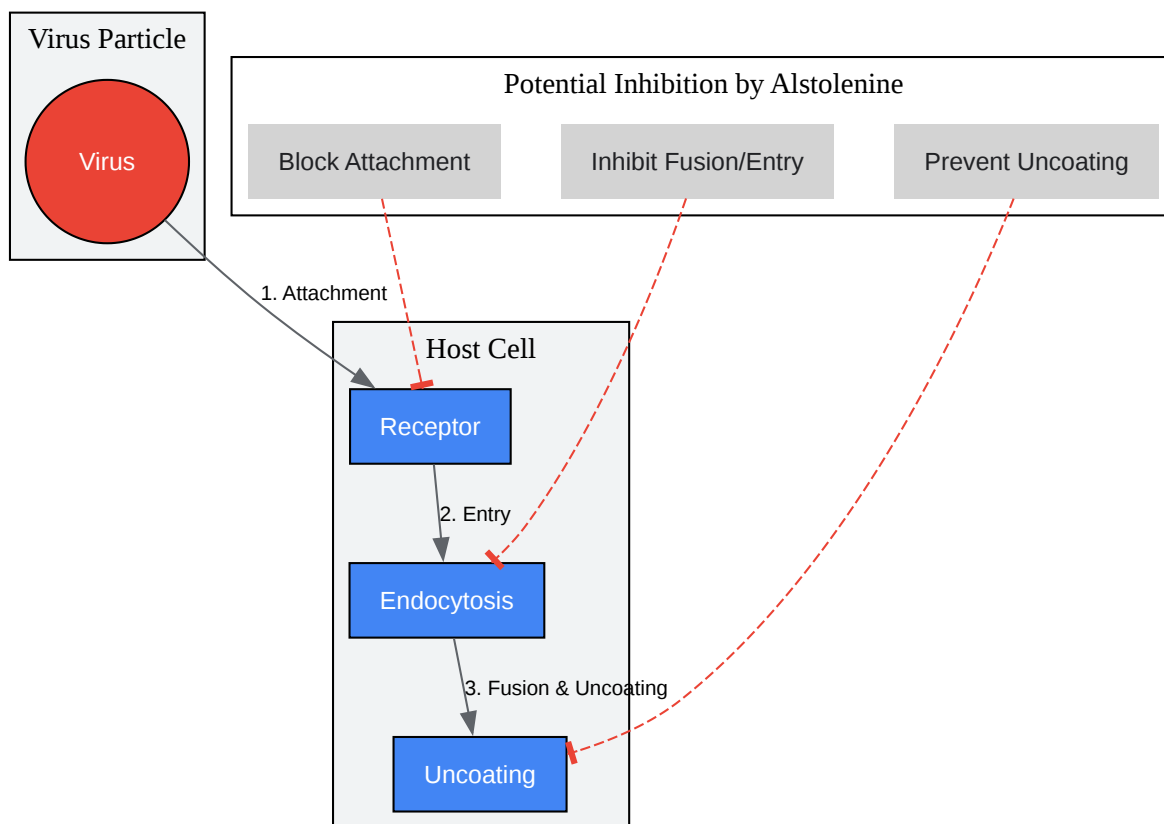 Virus Particle
Virus
Potential Inhibition by Alstolenine
Block Attachment
Inhibit Fusion/Entry
Prevent Uncoating
1. Attachment
Host Cell
Receptor
2. Entry
Endocytosis
3. Fusion & Uncoating
Uncoating